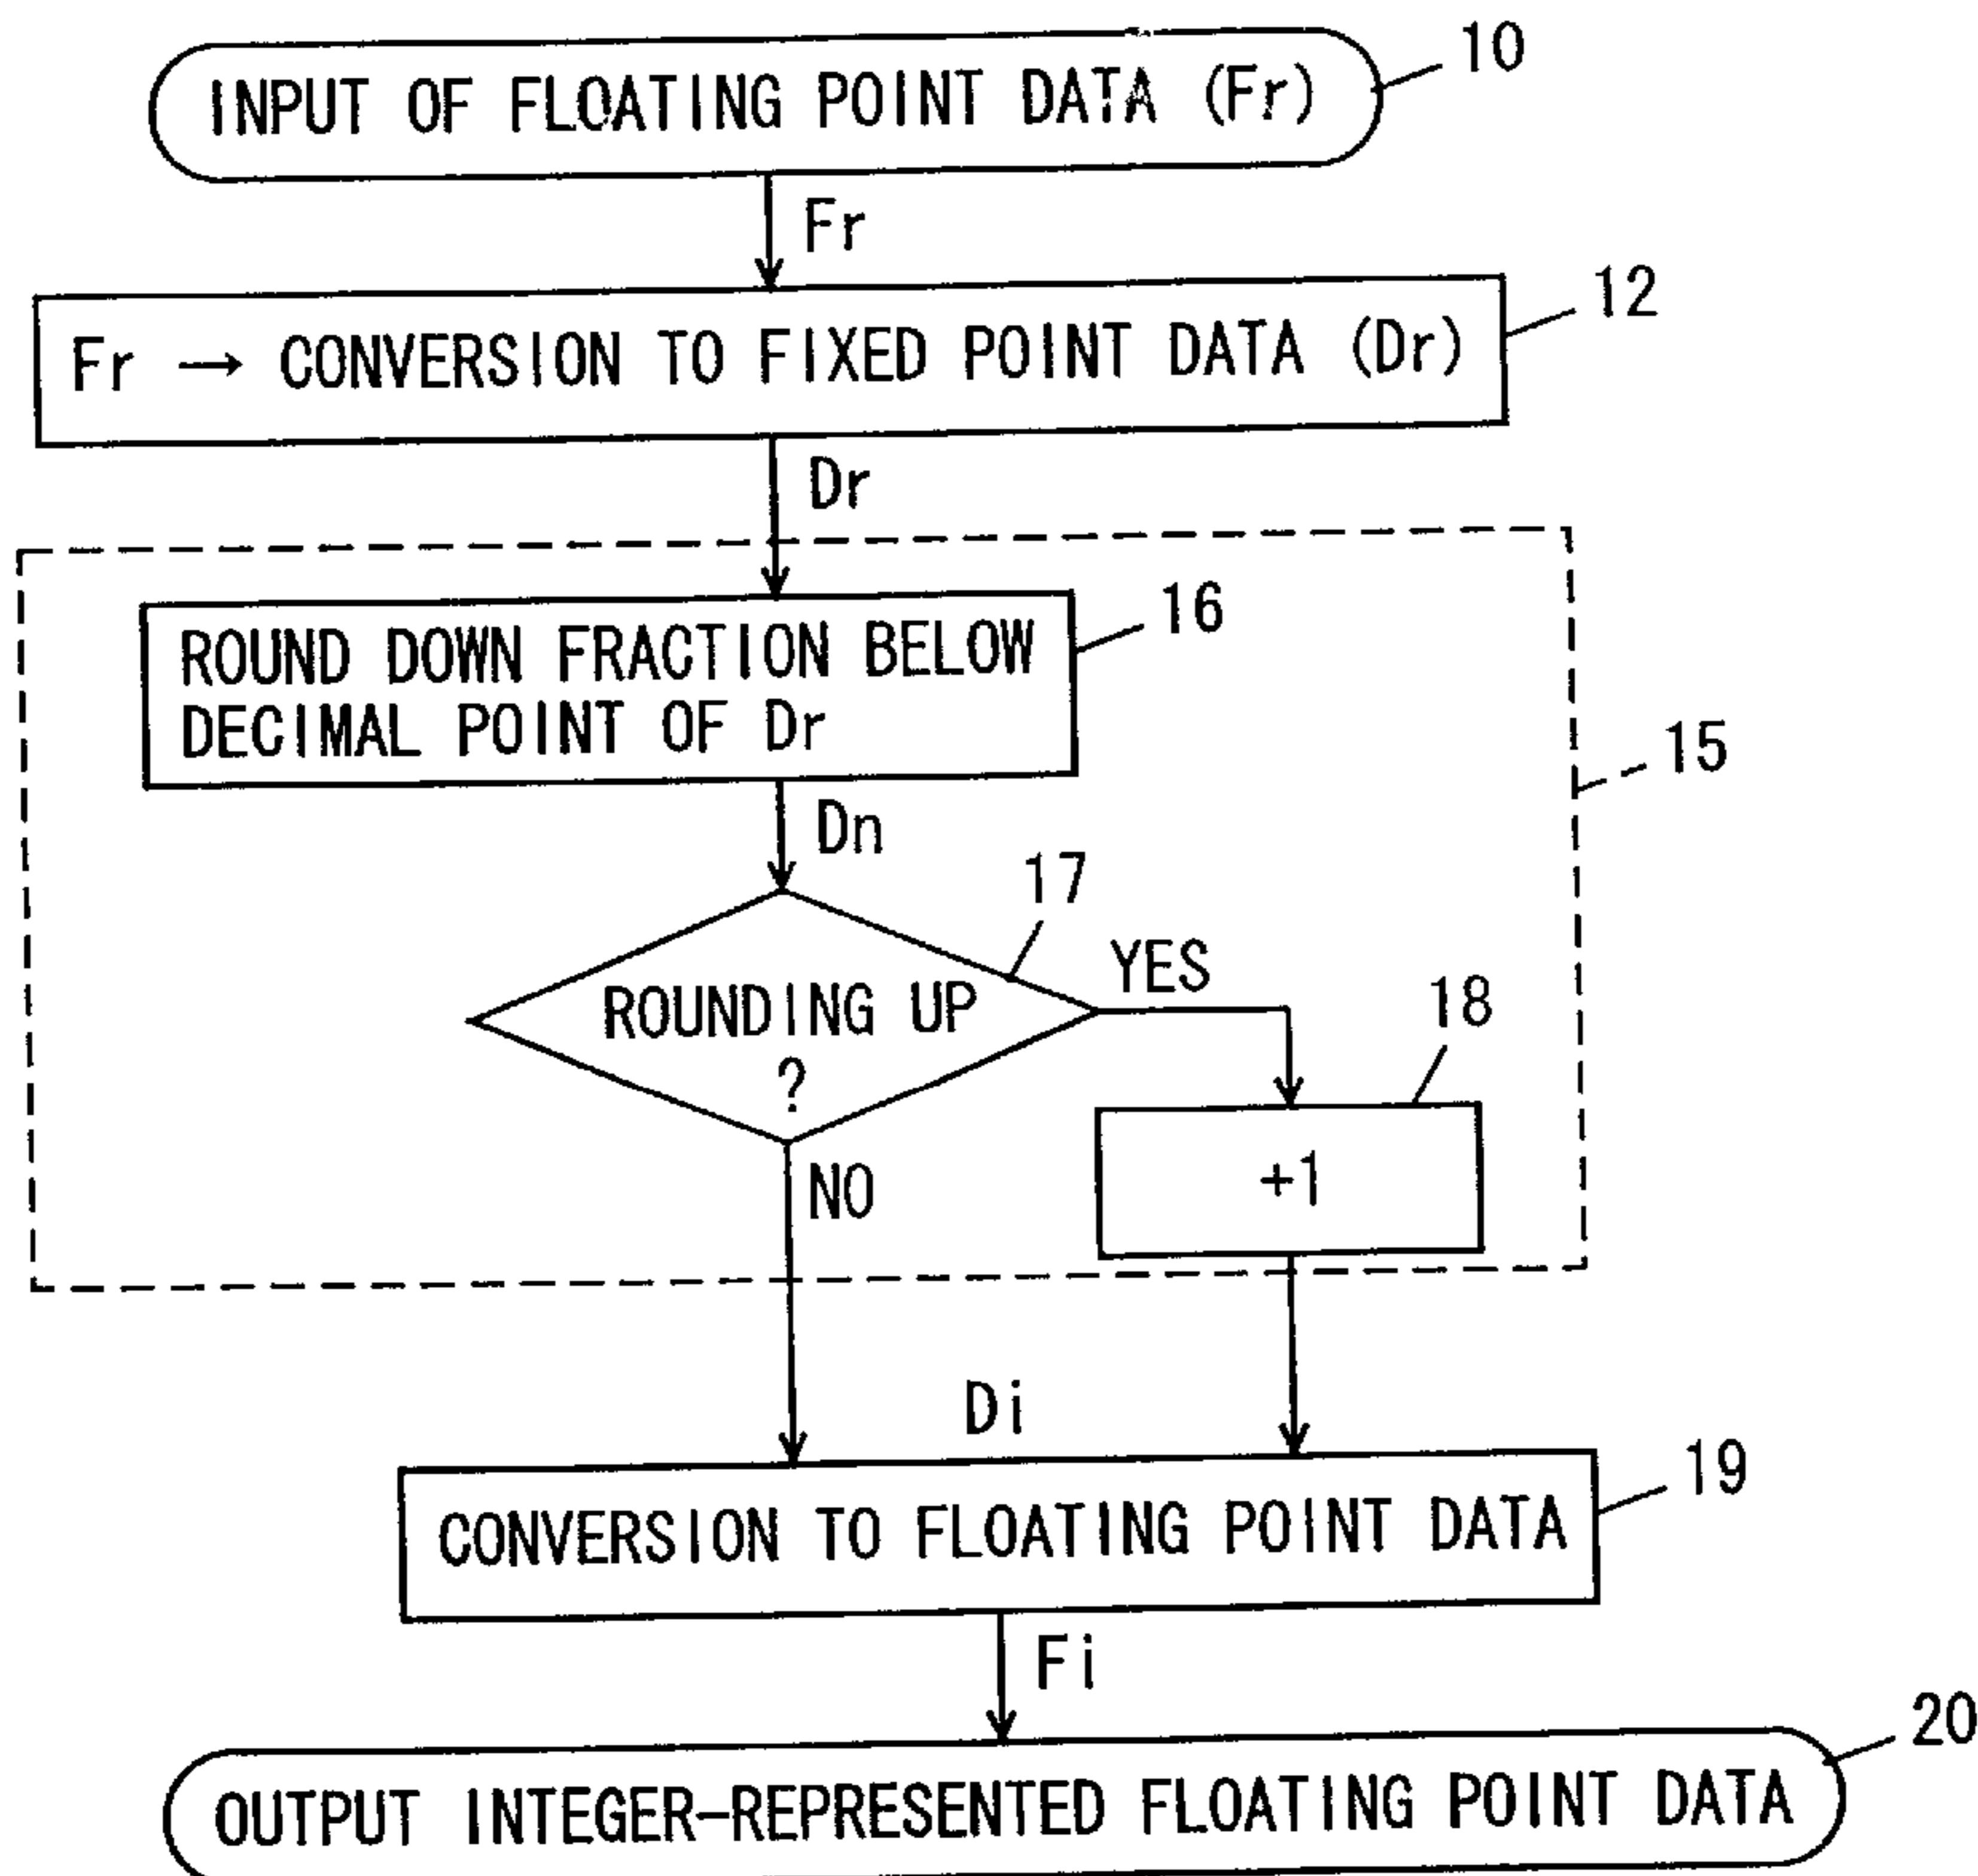 10
INPUT OF FLOATING POINT DATA (Fr)
Fr
12
Fr → CONVERSION TO FIXED POINT DATA (Dr)
Dr
16
ROUND DOWN FRACTION BELOW
DECIMAL POINT OF Dr
15
Dn
17
YES
ROUNDING UP
?
18
+1
NO
Di
19
CONVERSION TO FLOATING POINT DATA
Fi
20
OUTPUT INTEGER-REPRESENTED FLOATING POINT DATA